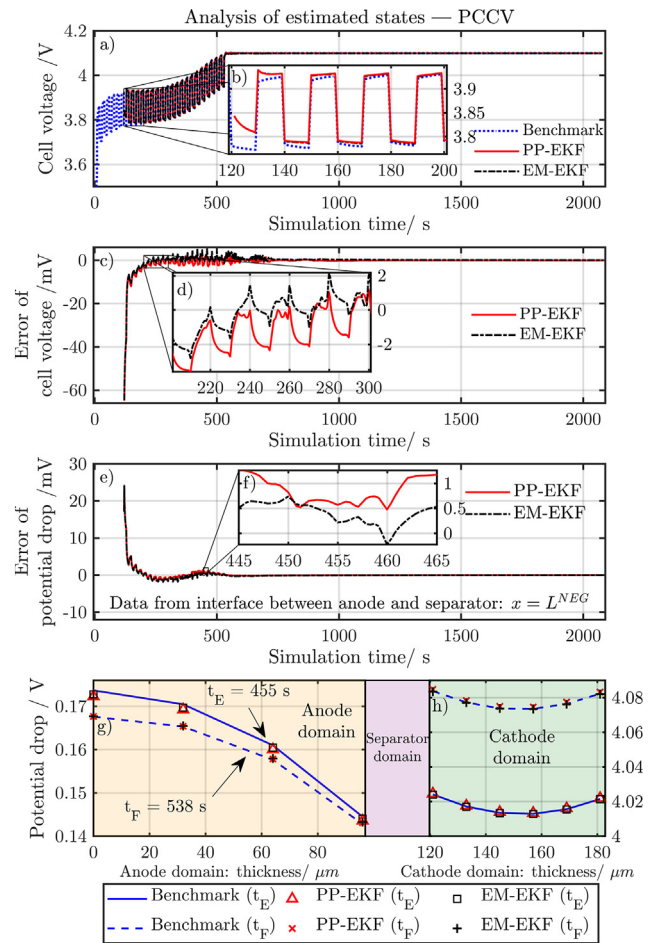 Analysis of estimated states — PCCV
a)
b)
Cell voltage /V
4.2
4
3.8
3.6
3.9
3.85
3.8
120 140 160 180 200
Benchmark
PP-EKF
EM-EKF
0 500 1000 1500 2000
Simulation time/ s
c)
d)
Error of
cell voltage /mV
0
-20
-40
-60
2
0
-2
220 240 260 280 300
PP-EKF
EM-EKF
0 500 1000 1500 2000
Simulation time/ s
e)
f)
Error of
potential drop /mV
30
20
10
0
-10
1
0.5
0
445 450 455 460 465
PP-EKF
EM-EKF
Data from interface between anode and separator: x = L^NEG
0 500 1000 1500 2000
Simulation time/ s
g)
h)
Potential drop / V
0.17
0.16
0.15
0.14
t_E = 455 s
t_F = 538 s
Anode
domain
Separator
domain
Cathode
domain
4.08
4.06
4.04
4.02
4
0 20 40 60 80
120 140 160 180
Anode domain: thickness/ μm
Cathode domain: thickness/ μm
Benchmark (t_E) PP-EKF (t_E) EM-EKF (t_E)
Benchmark (t_F) PP-EKF (t_F) EM-EKF (t_F)